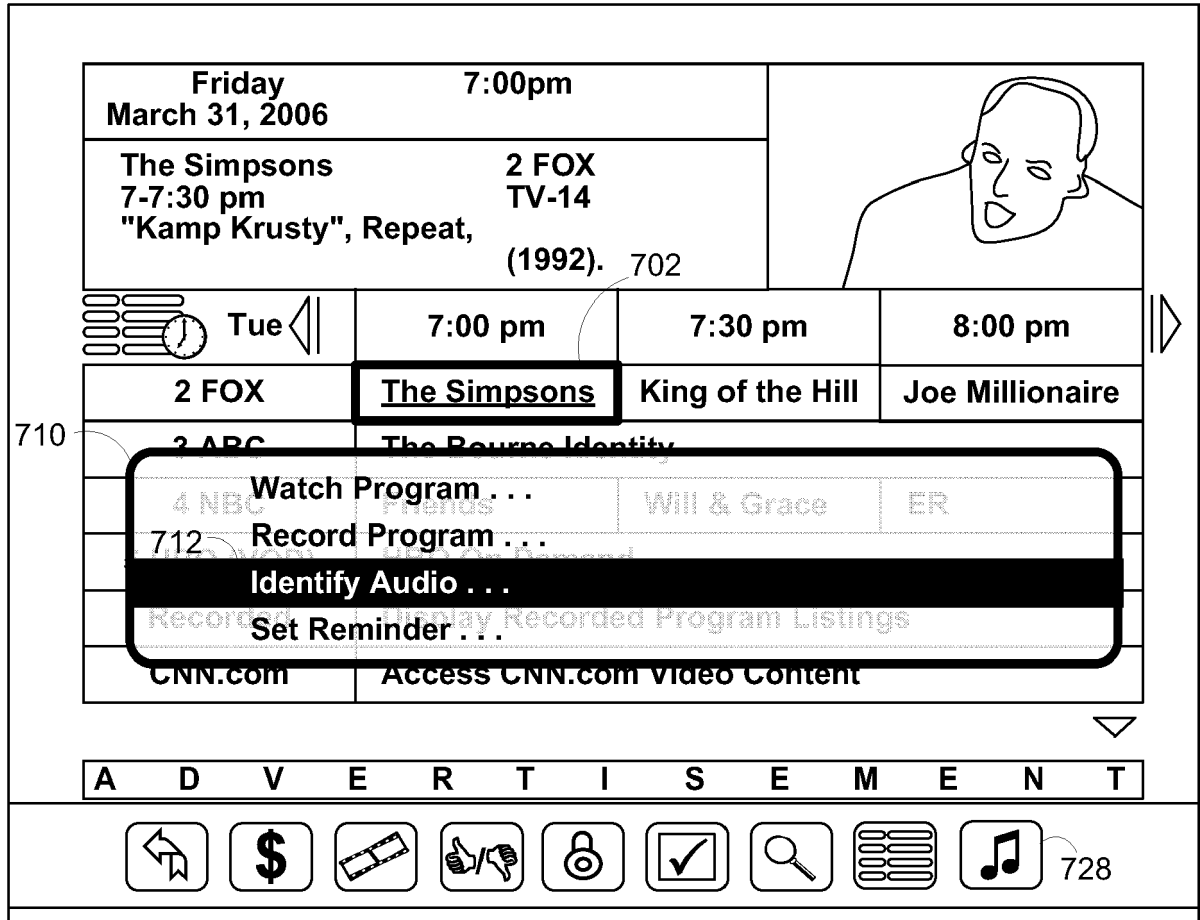 Friday 7:00pm
March 31, 2006
The Simpsons 2 FOX
7-7:30 pm TV-14
"Kamp Krusty", Repeat,
(1992).
702
Tue 7:00 pm 7:30 pm 8:00 pm
2 FOX The Simpsons King of the Hill Joe Millionaire
710
3 ABC The Bourne Identity
Watch Program . . .
4 NBC Friends Will & Grace ER
Record Program . . .
712
(VOD) HBO On Demand
Identify Audio . . .
Recorded Display Recorded Program Listings
Set Reminder . . .
CNN.com Access CNN.com Video Content
A D V E R T I S E M E N T
$
728